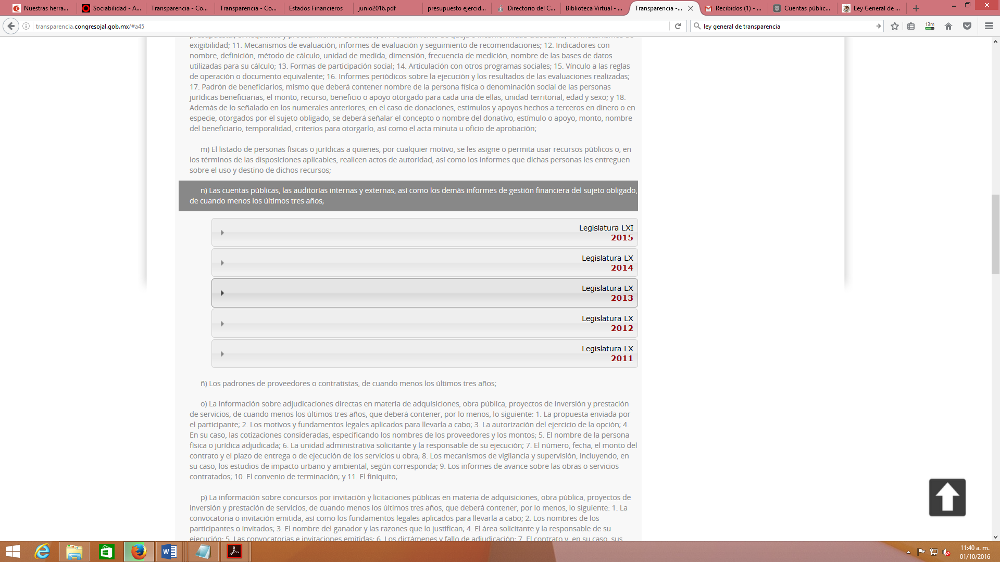 Nuestras herra...
Sociabilidad - A...
Transparencia - Co...
Transparencia - Co...
Estados Financieros
junio2016.pdf
presupuesto ejercid...
Directorio del C...
Biblioteca Virtual - ...
Transparencia -...
Recibidos (1) - ...
Cuentas públic...
Ley General de ...
transparencia.congresojal.gob.mx/#a45
ley general de transparencia
13m
exigibilidad; 11. Mecanismos de evaluación, informes de evaluación y seguimiento de recomendaciones; 12. Indicadores con
nombre, definición, método de cálculo, unidad de medida, dimensión, frecuencia de medición, nombre de las bases de datos
utilizadas para su cálculo; 13. Formas de participación social; 14. Articulación con otros programas sociales; 15. Vínculo a las reglas
de operación o documento equivalente; 16. Informes periódicos sobre la ejecución y los resultados de las evaluaciones realizadas;
17. Padrón de beneficiarios, mismo que deberá contener nombre de la persona física o denominación social de las personas
jurídicas beneficiarias, el monto, recurso, beneficio o apoyo otorgado para cada una de ellas, unidad territorial, edad y sexo; y 18.
Además de lo señalado en los numerales anteriores, en el caso de donaciones, estímulos y apoyos hechos a terceros en dinero o en
especie, otorgados por el sujeto obligado, se deberá señalar el concepto o nombre del donativo, estímulo o apoyo, monto, nombre
del beneficiario, temporalidad, criterios para otorgarlo, así como el acta minuta u oficio de aprobación;
m) El listado de personas físicas o jurídicas a quienes, por cualquier motivo, se les asigne o permita usar recursos públicos o, en
los términos de las disposiciones aplicables, realicen actos de autoridad, así como los informes que dichas personas les entreguen
sobre el uso y destino de dichos recursos;
n) Las cuentas públicas, las auditorías internas y externas, así como los demás informes de gestión financiera del sujeto obligado,
de cuando menos los últimos tres años;
Legislatura LXI
2015
Legislatura LX
2014
Legislatura LX
2013
Legislatura LX
2012
Legislatura LX
2011
ñ) Los padrones de proveedores o contratistas, de cuando menos los últimos tres años;
o) La información sobre adjudicaciones directas en materia de adquisiciones, obra pública, proyectos de inversión y prestación
de servicios, de cuando menos los últimos tres años, que deberá contener, por lo menos, lo siguiente: 1. La propuesta enviada por
el participante; 2. Los motivos y fundamentos legales aplicados para llevarla a cabo; 3. La autorización del ejercicio de la opción; 4.
En su caso, las cotizaciones consideradas, especificando los nombres de los proveedores y los montos; 5. El nombre de la persona
física o jurídica adjudicada; 6. La unidad administrativa solicitante y la responsable de su ejecución; 7. El número, fecha, el monto del
contrato y el plazo de entrega o de ejecución de los servicios u obra; 8. Los mecanismos de vigilancia y supervisión, incluyendo, en
su caso, los estudios de impacto urbano y ambiental, según corresponda; 9. Los informes de avance sobre las obras o servicios
contratados; 10. El convenio de terminación; y 11. El finiquito;
p) La información sobre concursos por invitación y licitaciones públicas en materia de adquisiciones, obra pública, proyectos de
inversión y prestación de servicios, de cuando menos los últimos tres años, que deberá contener, por lo menos, lo siguiente: 1. La
convocatoria o invitación emitida, así como los fundamentos legales aplicados para llevarla a cabo; 2. Los nombres de los
participantes o invitados; 3. El nombre del ganador y las razones que lo justifican; 4. El área solicitante y la responsable de su
ejecución; 5. Las convocatorias e invitaciones emitidas; 6. Los dictámenes y fallo de adjudicación; 7. El contrato y, en su caso, sus
11:40 a. m.
01/10/2016